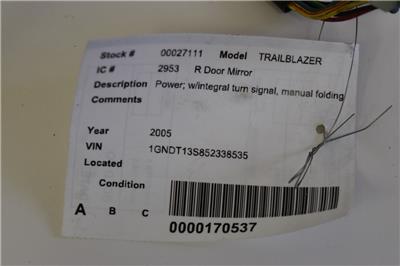 Stock # 00027111 Model TRAILBLAZER
IC # 2953 R Door Mirror
Description Power; w/integral turn signal, manual folding
Comments
Year 2005
VIN 1GNDT13S852338535
Located
Condition
A B C
0000170537